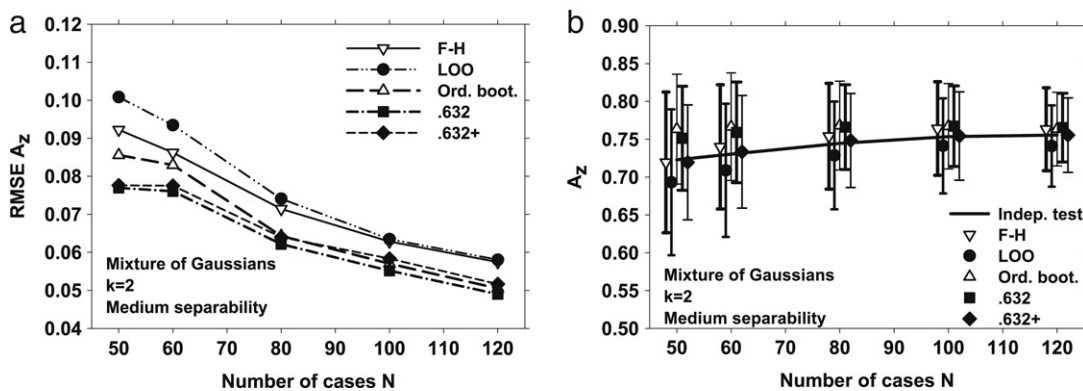 a
0.12
0.11
0.10
0.09
0.08
0.07
0.06
0.05
0.04
RMSE AZ
F-H
LOO
Ord. boot.
.632
.632+
Mixture of Gaussians
k=2
Medium separability
50 60 70 80 90 100 110 120
Number of cases N
b
0.90
0.85
0.80
0.75
0.70
0.65
0.60
0.55
0.50
AZ
Indep. test
F-H
LOO
Ord. boot.
.632
.632+
Mixture of Gaussians
k=2
Medium separability
50 60 70 80 90 100 110 120
Number of cases N